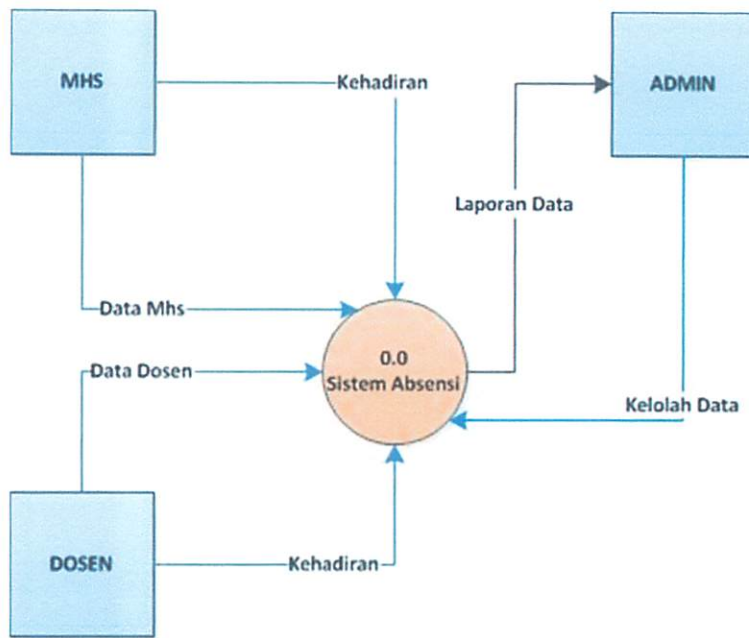 MHS
Kehadiran
ADMIN
Laporan Data
Data Mhs
0.0
Sistem Absensi
Data Dosen
Kelolah Data
DOSEN
Kehadiran